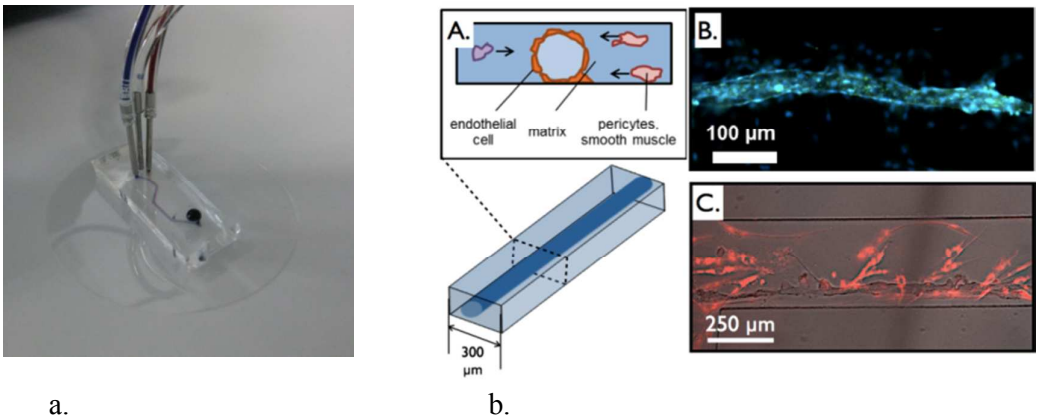 A.
endothelial
cell
matrix
pericytes.
smooth muscle
300
μm
B.
100 μm
C.
250 μm
a.
b.